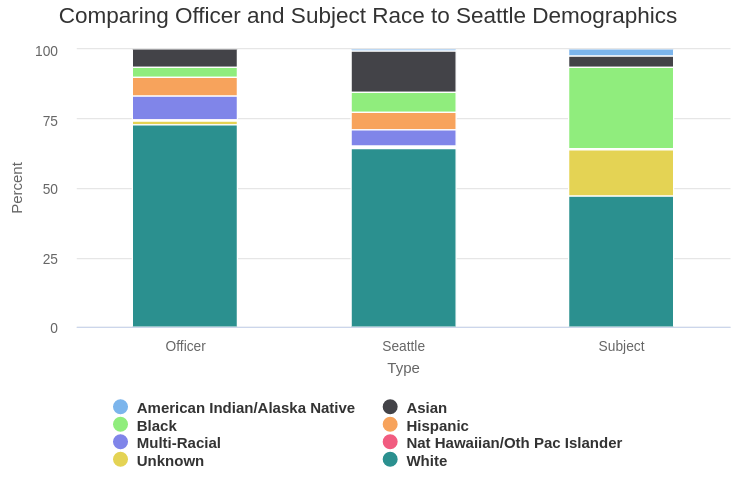 Comparing Officer and Subject Race to Seattle Demographics
100
75
50
25
0
Percent
Officer Seattle Subject
Type
American Indian/Alaska Native Asian
Black Hispanic
Multi-Racial Nat Hawaiian/Oth Pac Islander
Unknown White